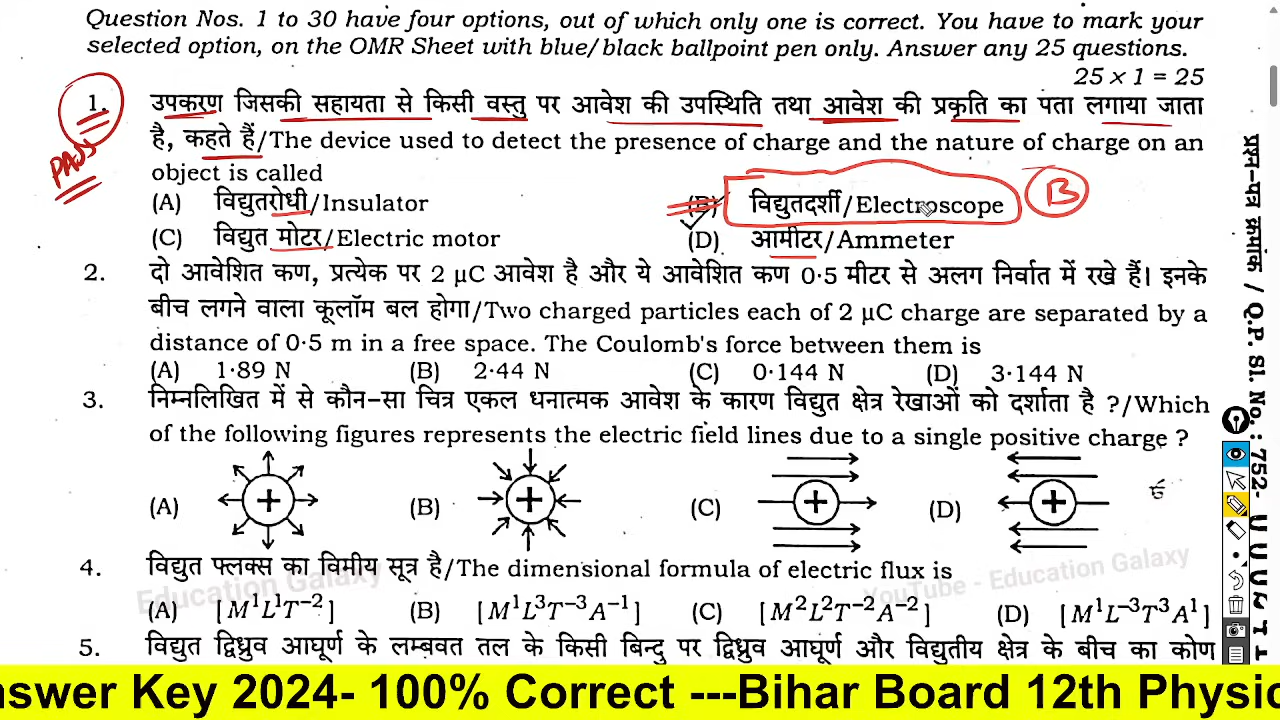 Question Nos. 1 to 30 have four options, out of which only one is correct. You have to mark your
selected option, on the OMR Sheet with blue/black ballpoint pen only. Answer any 25 questions.
25 × 1 = 25
1. उपकरण जिसकी सहायता से किसी वस्तु पर आवेश की उपस्थिति तथा आवेश की प्रकृति का पता लगाया जाता
है, कहते हैं/The device used to detect the presence of charge and the nature of charge on an
object is called
(A) विद्युतरोधी/Insulator (B) विद्युतदर्शी/Electroscope B
(C) विद्युत मोटर/Electric motor (D) आमीटर/Ammeter
2. दो आवेशित कण, प्रत्येक पर 2 μC आवेश है और ये आवेशित कण 0·5 मीटर से अलग निर्वात में रखे हैं। इनके
बीच लगने वाला कूलॉम बल होगा/Two charged particles each of 2 μC charge are separated by a
distance of 0·5 m in a free space. The Coulomb's force between them is
(A) 1·89 N (B) 2·44 N (C) 0·144 N (D) 3·144 N
3. निम्नलिखित में से कौन-सा चित्र एकल धनात्मक आवेश के कारण विद्युत क्षेत्र रेखाओं को दर्शाता है ?/Which
of the following figures represents the electric field lines due to a single positive charge ?
(A) + (B) + (C) + (D) +
4. विद्युत फ्लक्स का विमीय सूत्र है/The dimensional formula of electric flux is
(A) [M¹L¹T⁻²] (B) [M¹L³T⁻³A⁻¹] (C) [M²L²T⁻²A⁻²] (D) [M¹L⁻³T³A¹]
5. विद्युत द्विध्रुव आघूर्ण के लम्बवत तल के किसी बिन्दु पर द्विध्रुव आघूर्ण और विद्युतीय क्षेत्र के बीच का कोण
Education Galaxy
YouTube - Education Galaxy
प्रश्न-पत्र क्रमांक / Q.P. Sl. No. : 752-
nswer Key 2024- 100% Correct ---Bihar Board 12th Physic